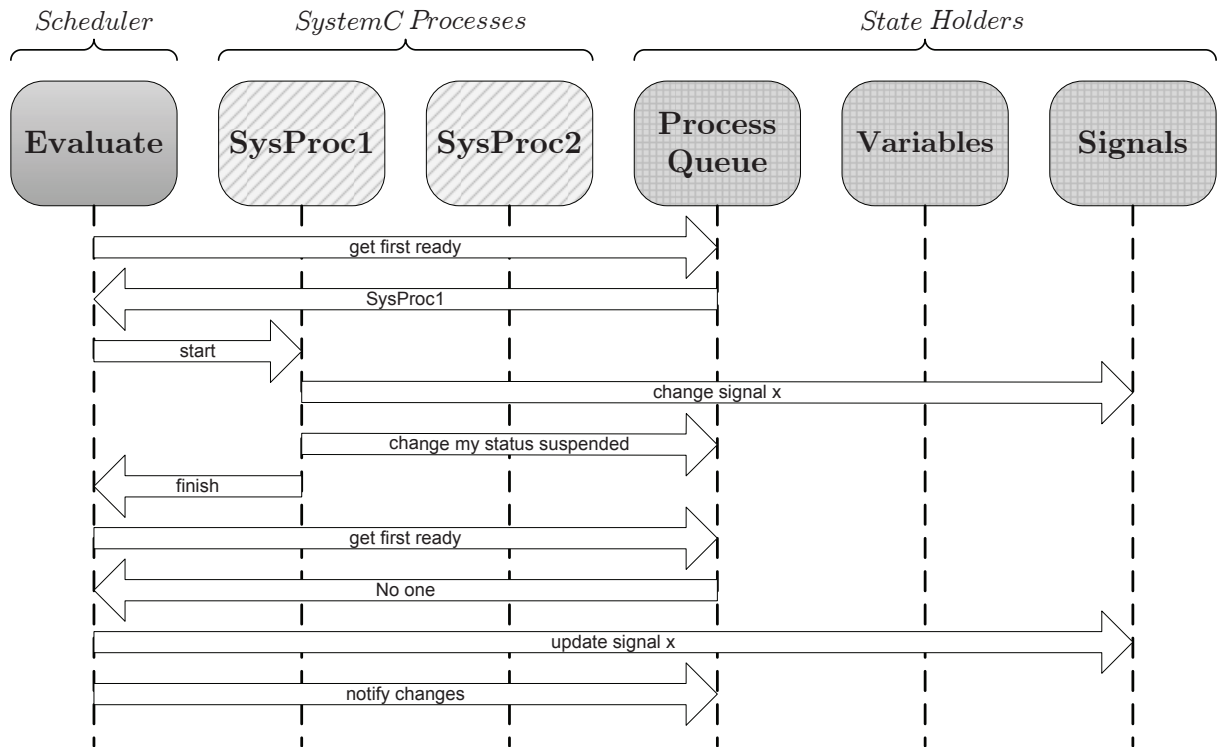 Scheduler
SystemC Processes
State Holders
Evaluate
SysProc1
SysProc2
Process
Queue
Variables
Signals
get first ready
SysProc1
start
change signal x
change my status suspended
finish
get first ready
No one
update signal x
notify changes